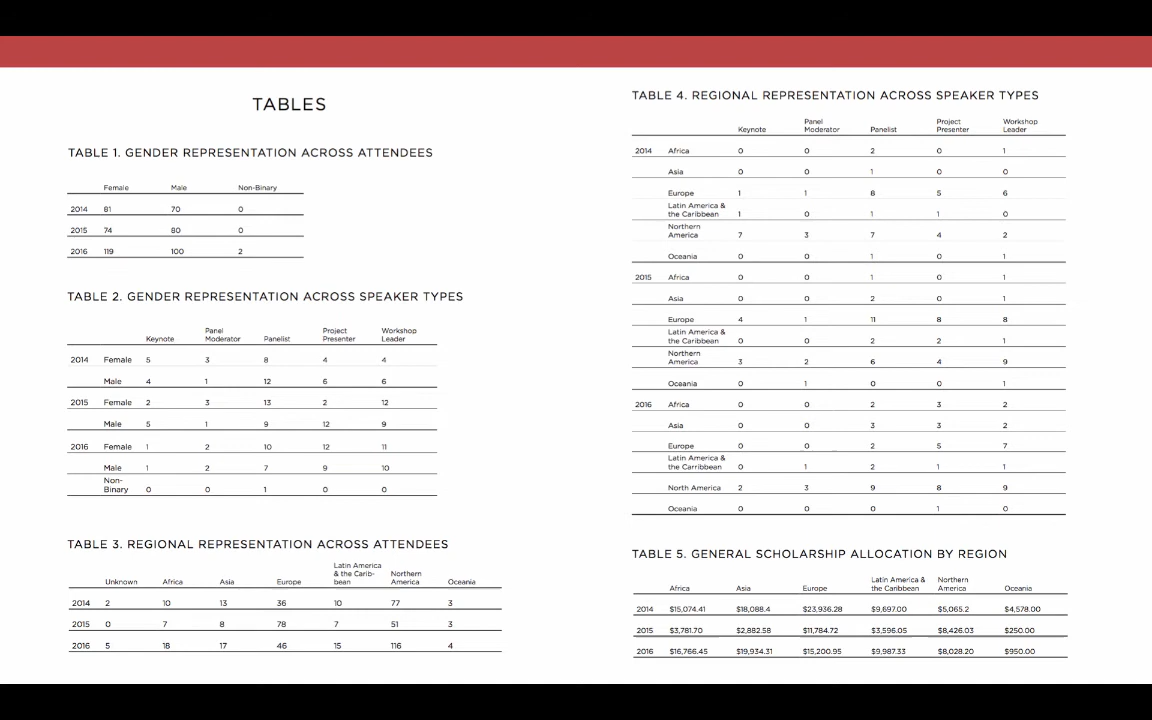 TABLES
TABLE 1. GENDER REPRESENTATION ACROSS ATTENDEES
Female Male Non-Binary
2014 81 70 0
2015 74 80 0
2016 119 100 2
TABLE 2. GENDER REPRESENTATION ACROSS SPEAKER TYPES
Keynote Panel Moderator Panelist Project Presenter Workshop Leader
2014 Female 5 3 8 4 4
Male 4 1 12 6 6
2015 Female 2 3 13 2 12
Male 5 1 9 12 9
2016 Female 1 2 10 12 11
Male 1 2 7 9 10
Non-
Binary 0 0 1 0 0
TABLE 3. REGIONAL REPRESENTATION ACROSS ATTENDEES
Unknown Africa Asia Europe Latin America & the Carib-bean Northern America Oceania
2014 2 10 13 36 10 77 3
2015 0 7 8 78 7 51 3
2016 5 18 17 46 15 116 4
TABLE 4. REGIONAL REPRESENTATION ACROSS SPEAKER TYPES
Keynote Panel Moderator Panelist Project Presenter Workshop Leader
2014 Africa 0 0 2 0 1
Asia 0 0 1 0 0
Europe 1 1 8 5 6
Latin America &
the Caribbean 1 0 1 1 0
Northern
America 7 3 7 4 2
Oceania 0 0 1 0 1
2015 Africa 0 0 1 0 1
Asia 0 0 2 0 1
Europe 4 1 11 8 8
Latin America &
the Carribbean 0 0 2 2 1
Northern
America 3 2 6 4 9
Oceania 0 1 0 0 1
2016 Africa 0 0 2 3 2
Asia 0 0 3 3 2
Europe 0 0 2 5 7
Latin America &
the Carribbean 0 1 2 1 1
North America 2 3 9 8 9
Oceania 0 0 0 1 0
TABLE 5. GENERAL SCHOLARSHIP ALLOCATION BY REGION
Africa Asia Europe Latin America & the Caribbean Northern America Oceania
2014 $15,074.41 $18,088.4 $23,936.28 $9,697.00 $5,065.2 $4,578.00
2015 $3,781.70 $2,882.58 $11,784.72 $3,596.05 $8,426.03 $250.00
2016 $16,766.45 $19,934.31 $15,200.95 $9,987.33 $8,028.20 $950.00